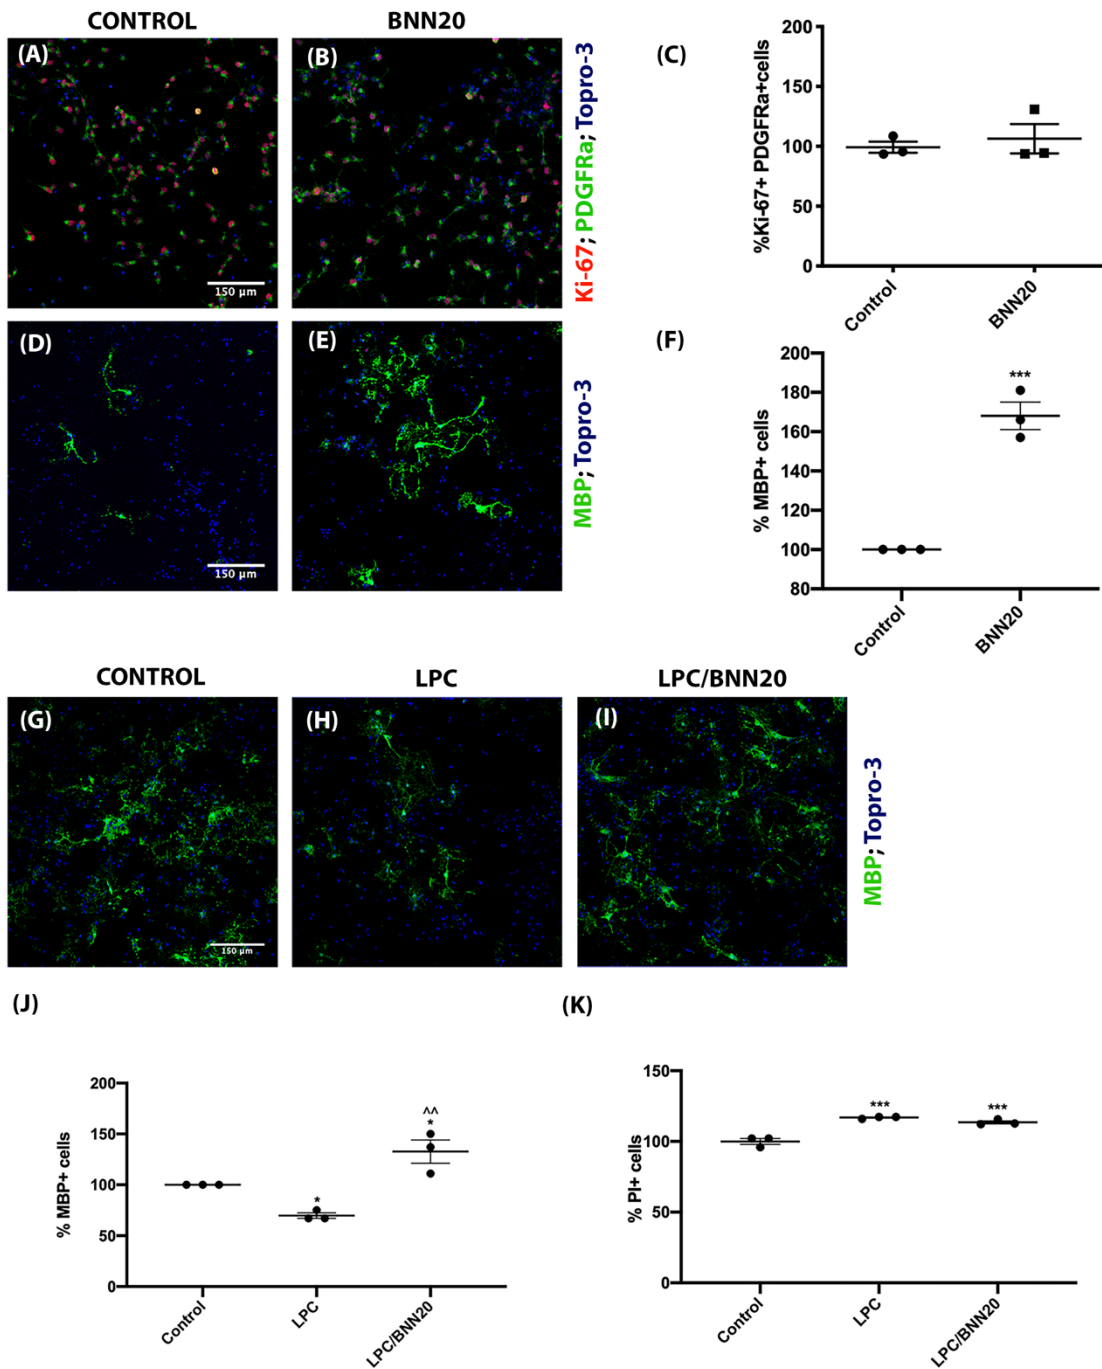 CONTROL
BNN20
(A)
(B)
150 µm
Ki-67; PDGFRa; Topro-3
(C)
200
150
100
50
0
%Ki-67+ PDGFRa+cells
Control
BNN20
(D)
(E)
150 µm
MBP; Topro-3
(F)
200
180
160
140
120
100
80
% MBP+ cells
***
Control
BNN20
CONTROL
LPC
LPC/BNN20
(G)
(H)
(I)
150 µm
MBP; Topro-3
(J)
200
150
100
50
0
% MBP+ cells
*
^^
*
Control
LPC
LPC/BNN20
(K)
150
100
50
0
% PI+ cells
***
***
Control
LPC
LPC/BNN20